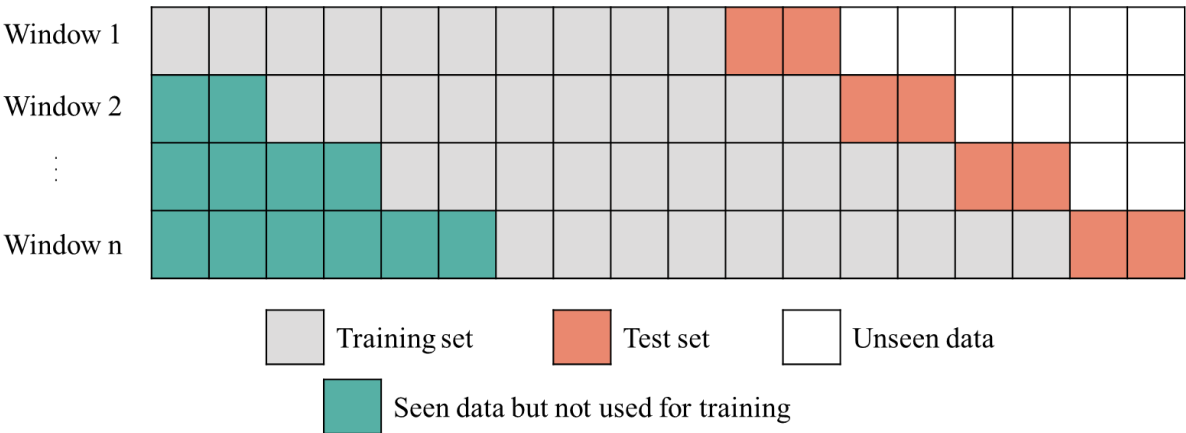 Window 1
Window 2
⋮
Window n
Training set
Test set
Unseen data
Seen data but not used for training